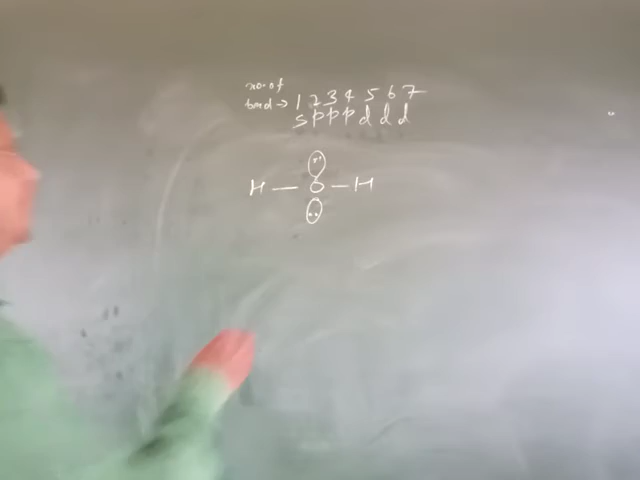 no. of
bond → 1 2 3 4 5 6 7
s p p p d d d
H — O — H